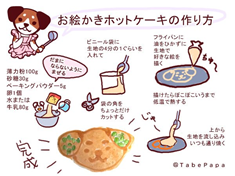 お絵かきホットケーキの作り方
だまに
ならないように
まぜる
薄力粉100g
砂糖30g
ベーキングパウダー5g
卵1個
水または
牛乳80g
ビニール袋に
生地の4分の1ぐらいを
入れて
袋の角を
ちょっとだけ
カットする
フライパンに
油をひかずに
生地で
好きな絵を
描く
描けたらぽこぽこいうまで
低温で熱する
上から
生地を流し込み
いつも通り焼く
完成
@TabePapa